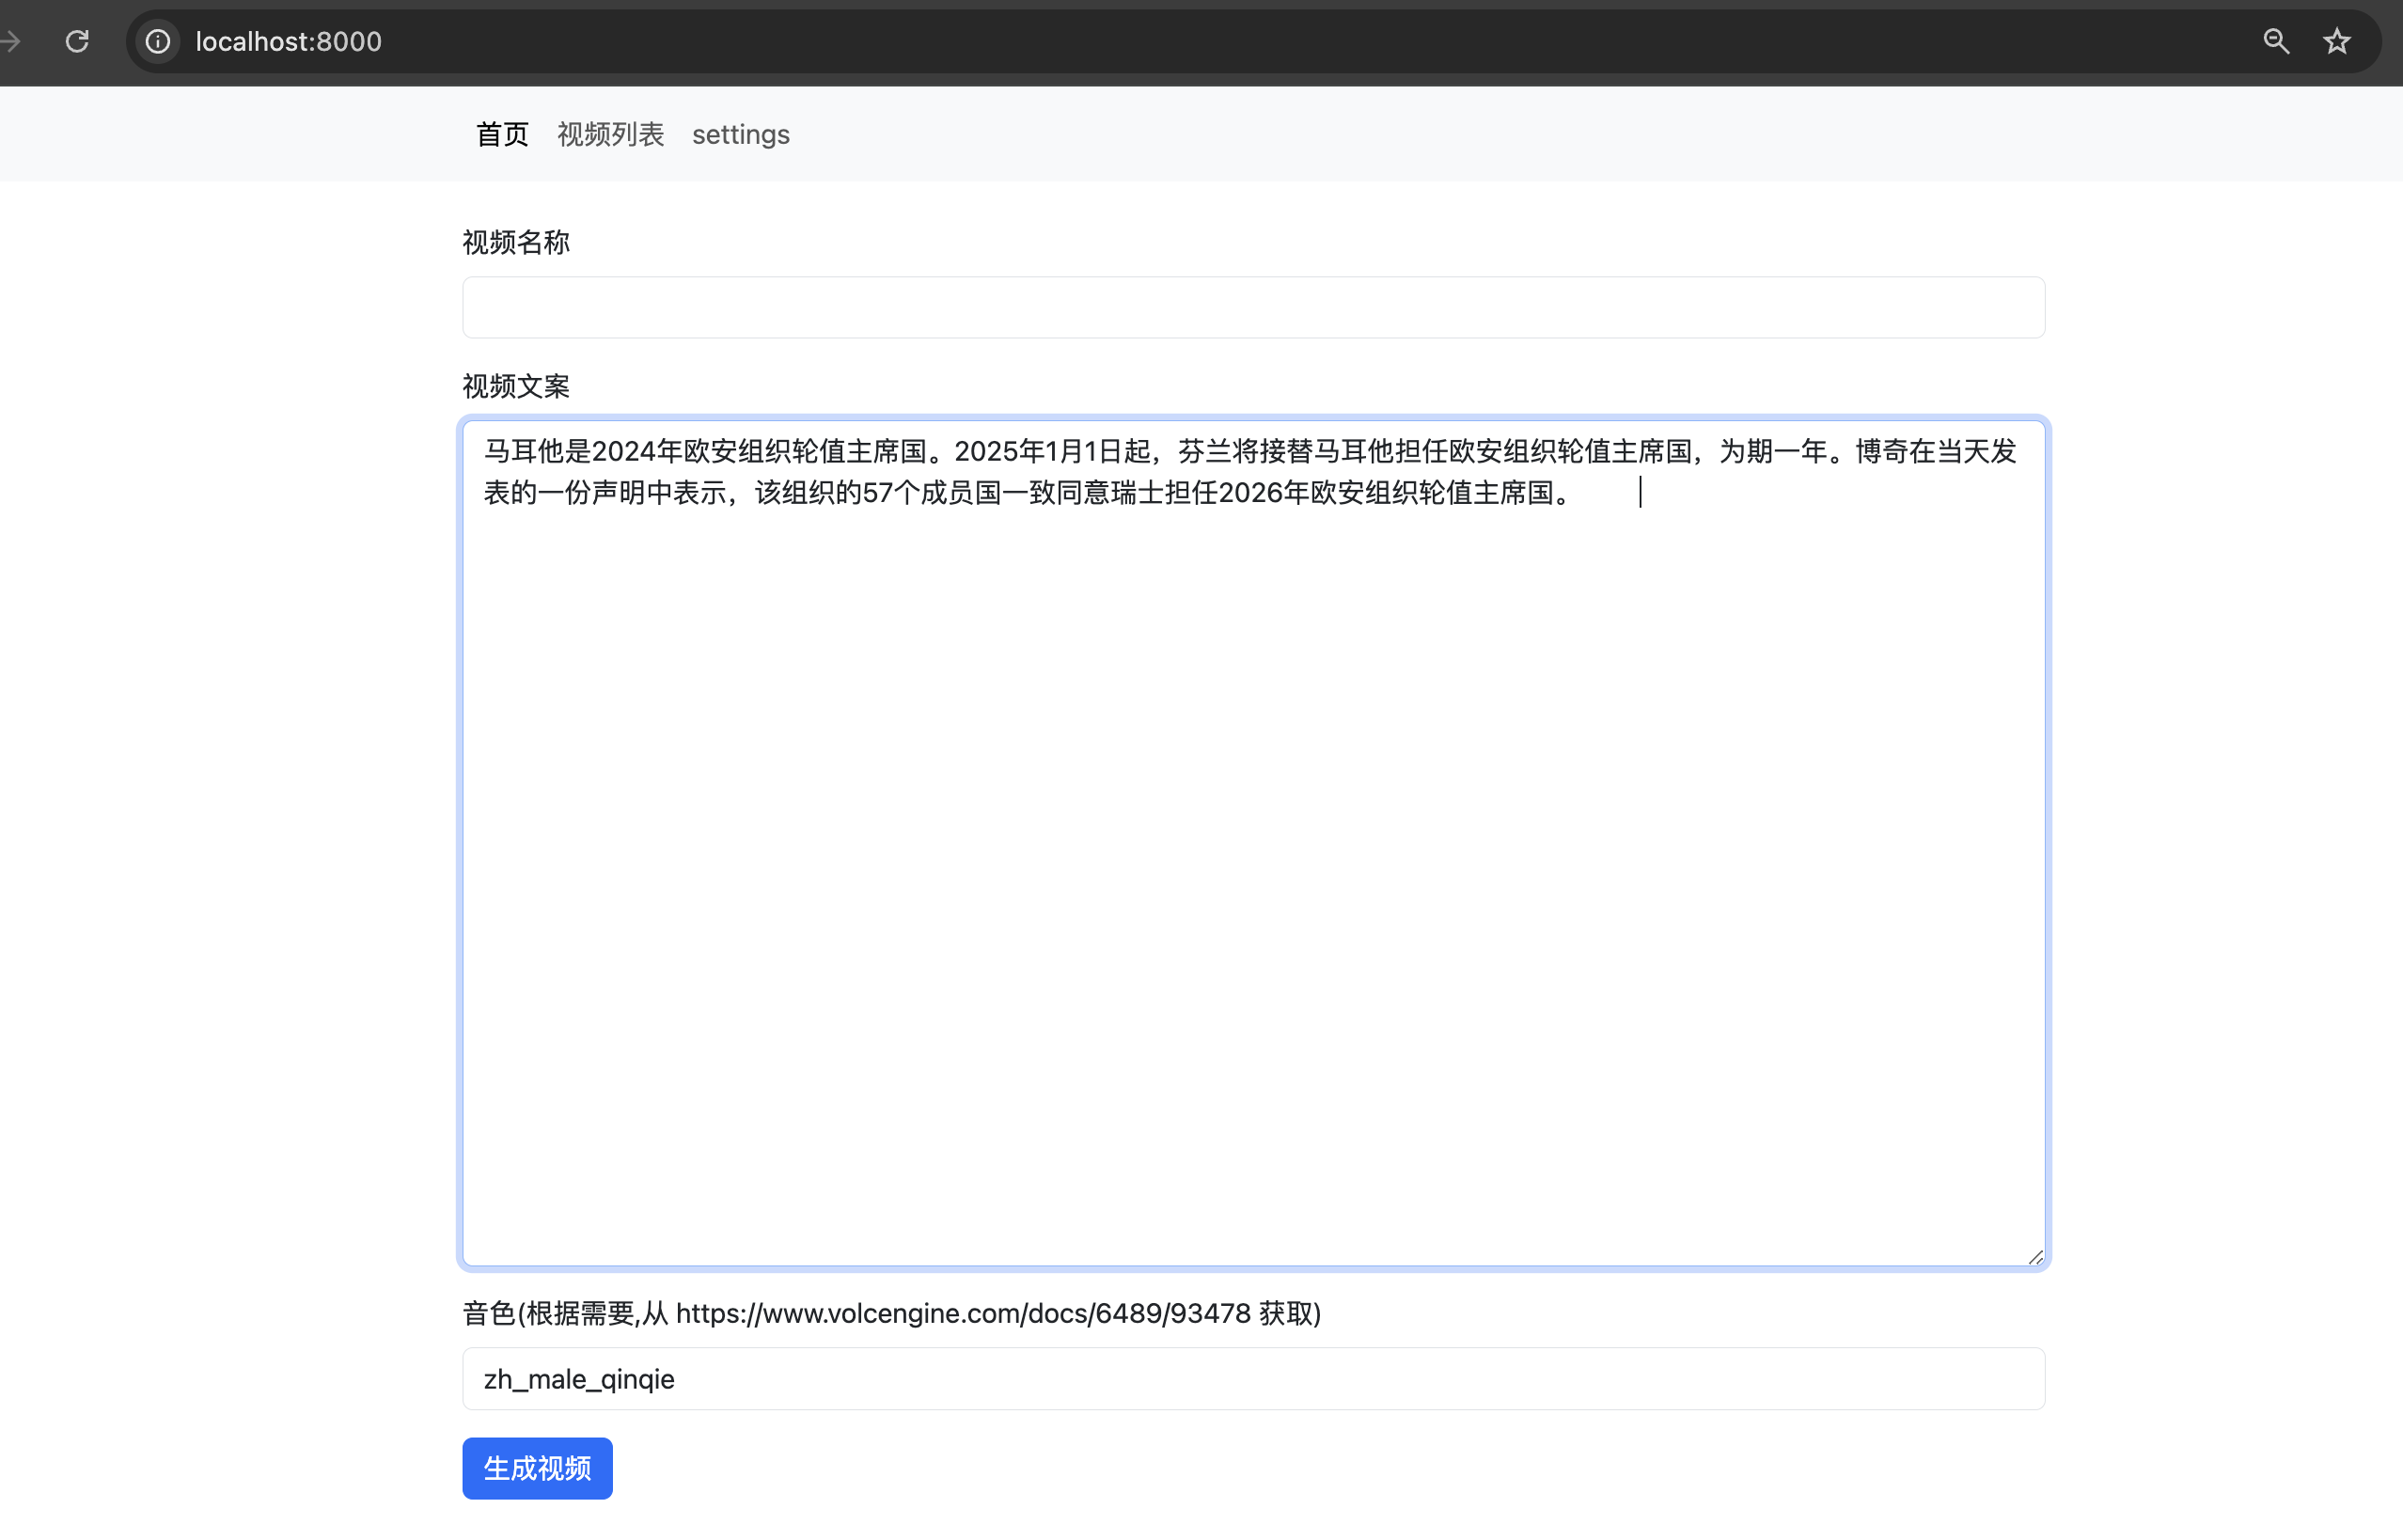 localhost:8000
首页 视频列表 settings
视频名称
视频文案
马耳他是2024年欧安组织轮值主席国。2025年1月1日起，芬兰将接替马耳他担任欧安组织轮值主席国，为期一年。博奇在当天发
表的一份声明中表示，该组织的57个成员国一致同意瑞士担任2026年欧安组织轮值主席国。
音色(根据需要,从 https://www.volcengine.com/docs/6489/93478 获取)
zh_male_qinqie
生成视频